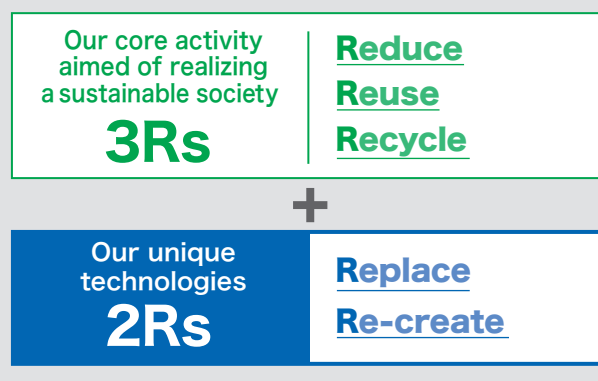 Our core activity
aimed of realizing
a sustainable society
3Rs
Reduce
Reuse
Recycle
+
Our unique
technologies
2Rs
Replace
Re-create